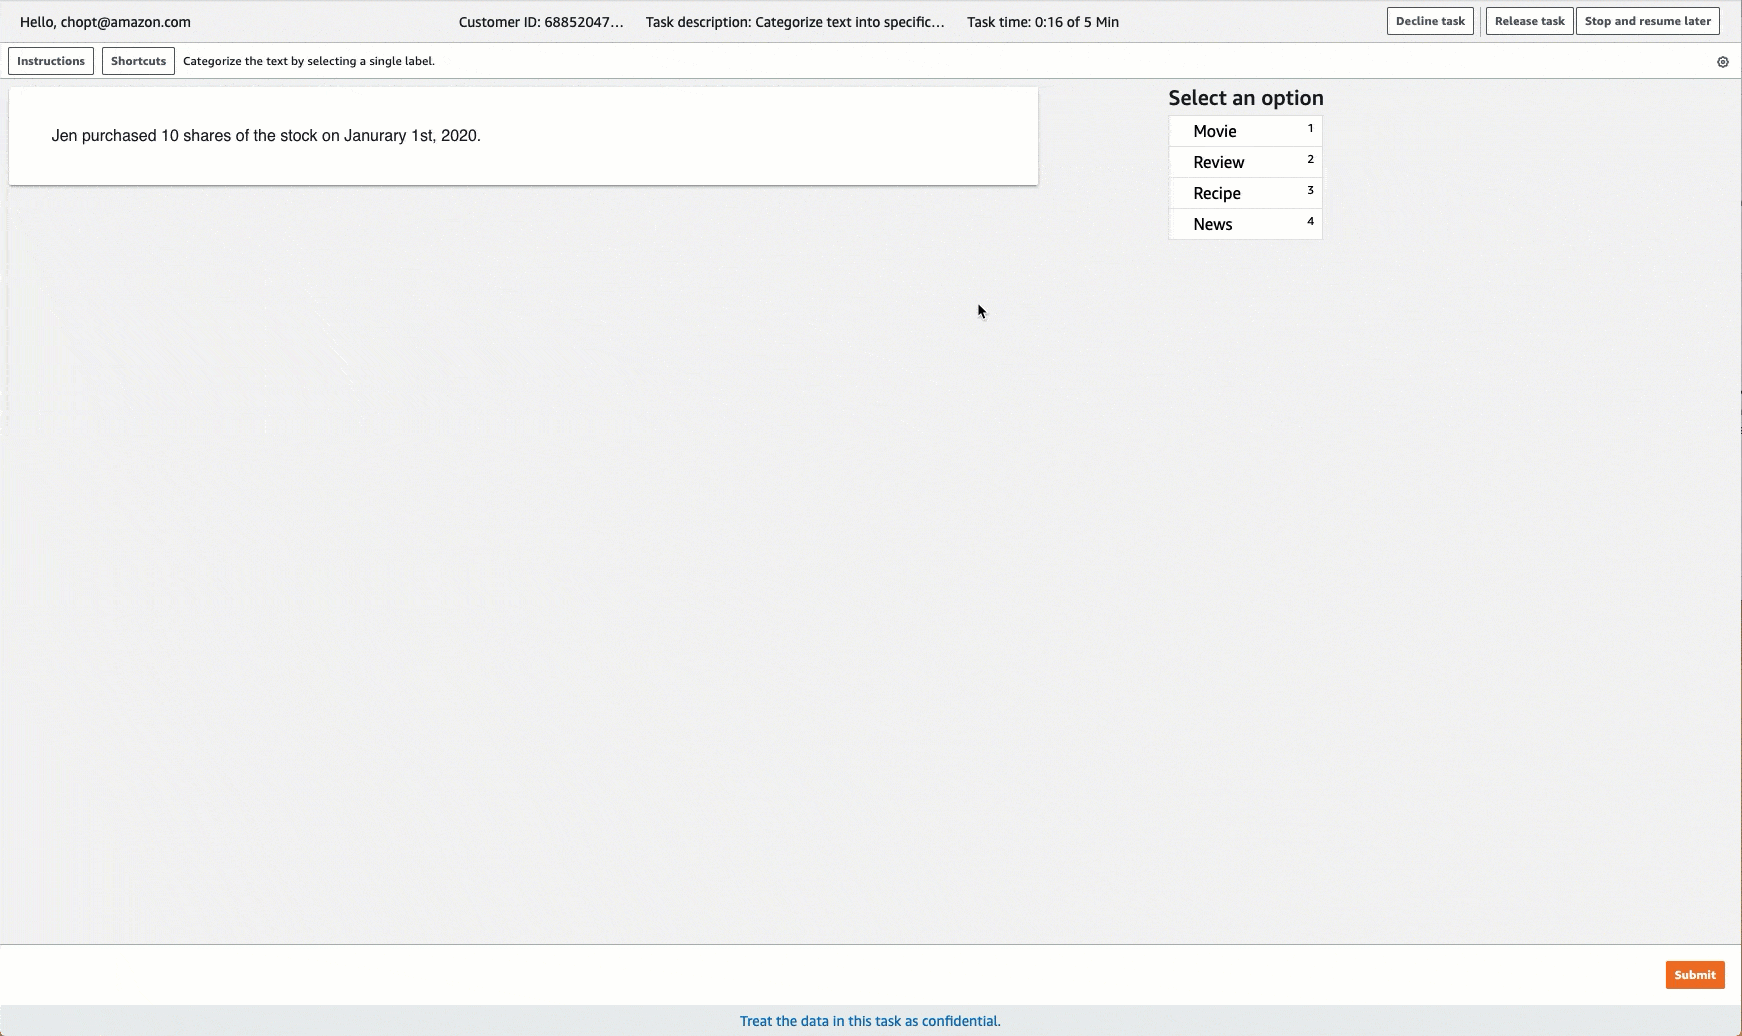 Hello, chopt@amazon.com Customer ID: 68852047... Task description: Categorize text into specific... Task time: 0:16 of 5 Min Decline task Release task Stop and resume later
Instructions Shortcuts Categorize the text by selecting a single label.
Jen purchased 10 shares of the stock on Janurary 1st, 2020.
Select an option
Movie 1
Review 2
Recipe 3
News 4
Submit
Treat the data in this task as confidential.